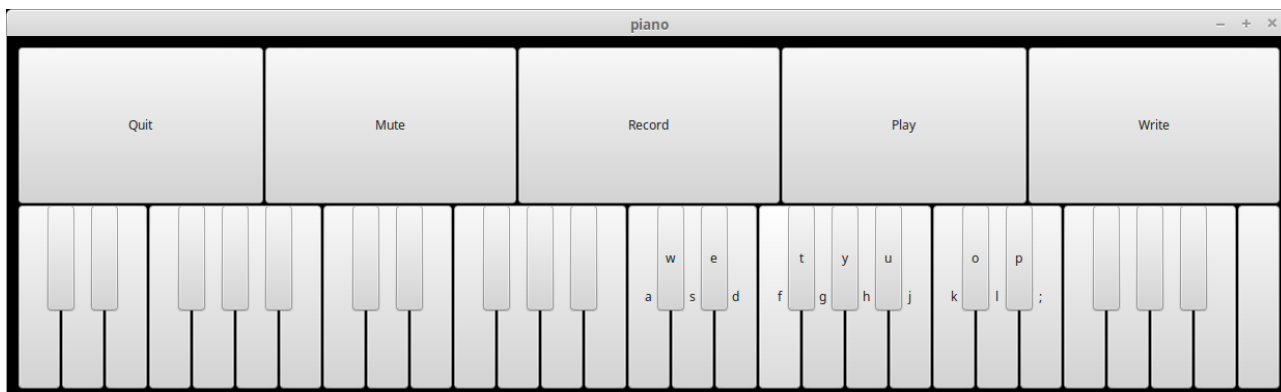 piano
Quit Mute Record Play Write
w e t y u o p
a s d f g h j k l ;